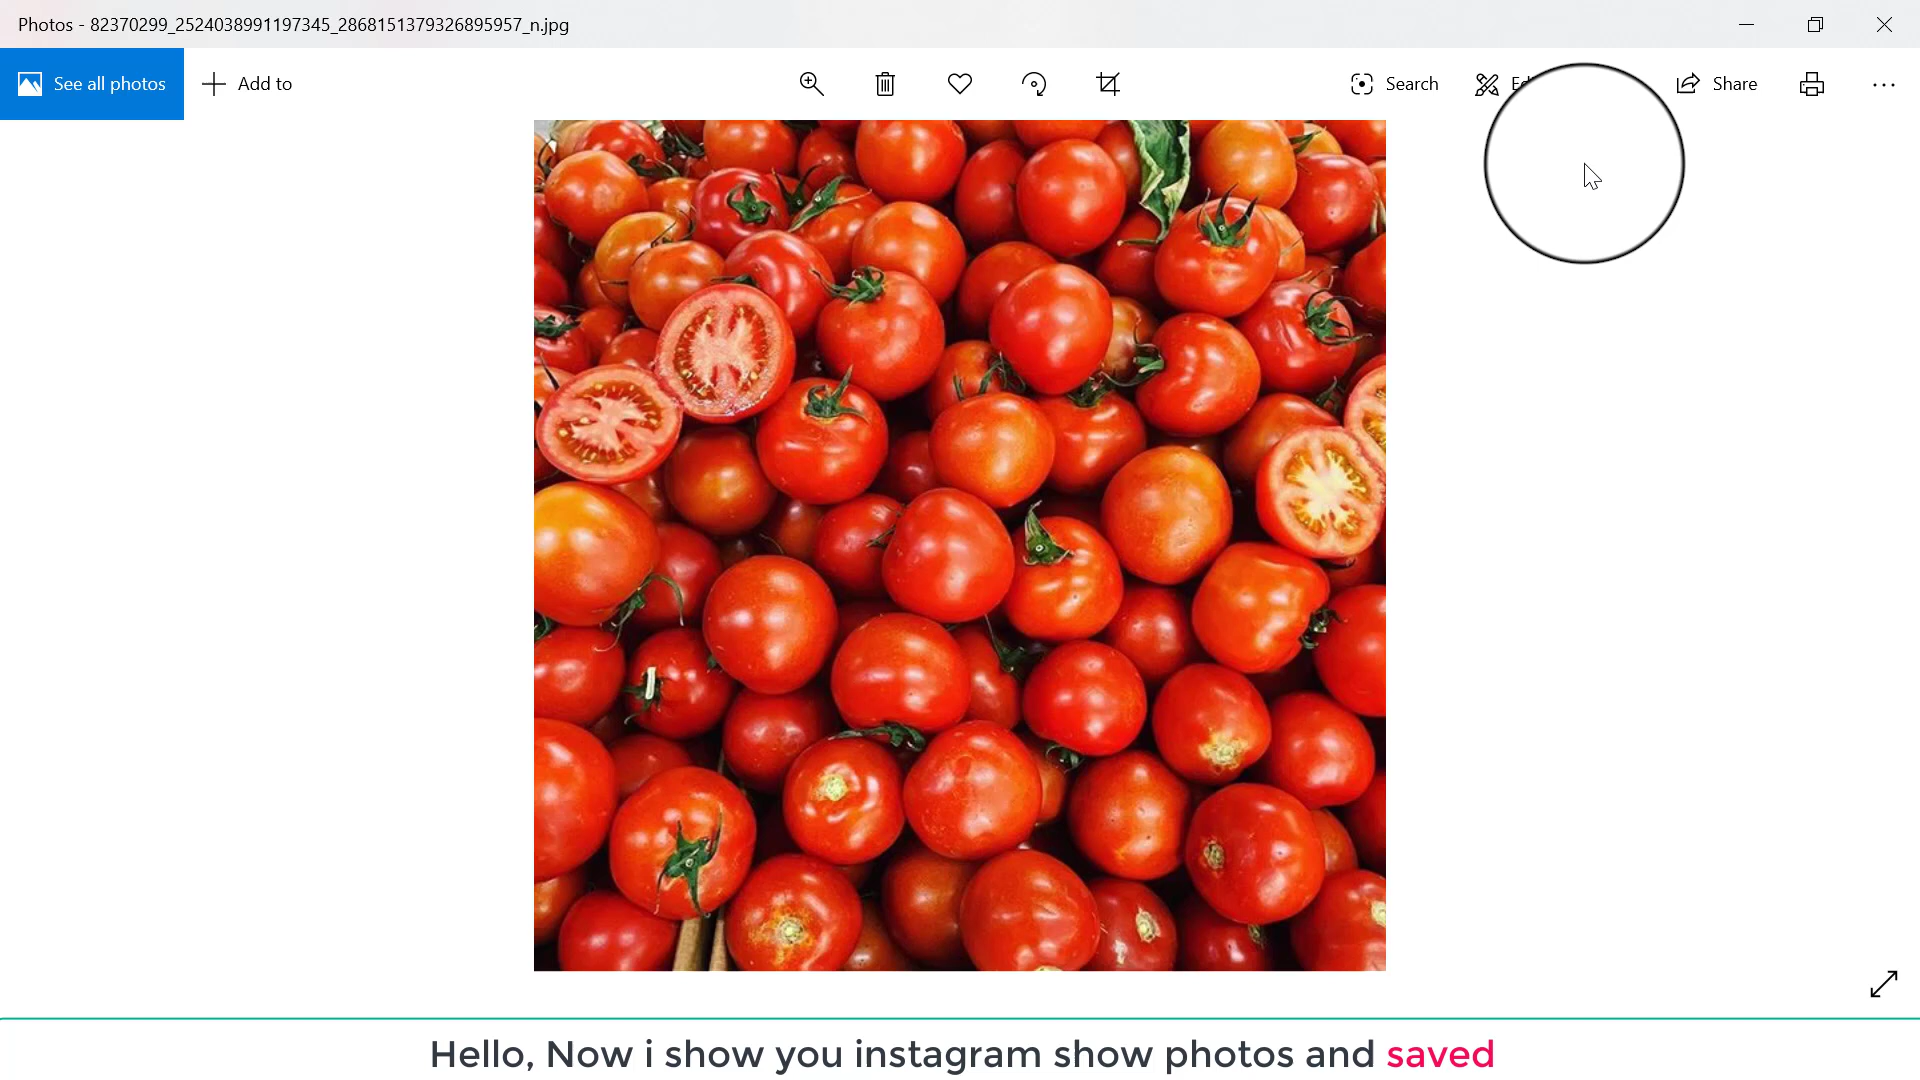 Photos - 82370299_2524038991197345_2868151379326895957_n.jpg
See all photos
Add to
Search
Share
Hello, Now i show you instagram show photos and saved